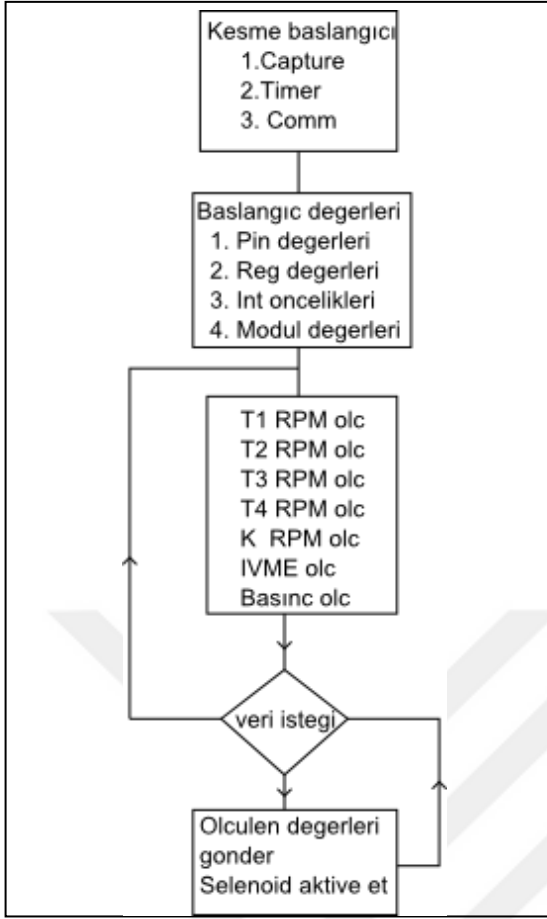 Kesme baslangıcı
1.Capture
2.Timer
3. Comm
Baslangıc degerleri
1. Pin degerleri
2. Reg degerleri
3. Int oncelikleri
4. Modul degerleri
T1 RPM olc
T2 RPM olc
T3 RPM olc
T4 RPM olc
K RPM olc
IVME olc
Basınc olc
veri istegi
Olculen degerleri
gonder
Selenoid aktive et